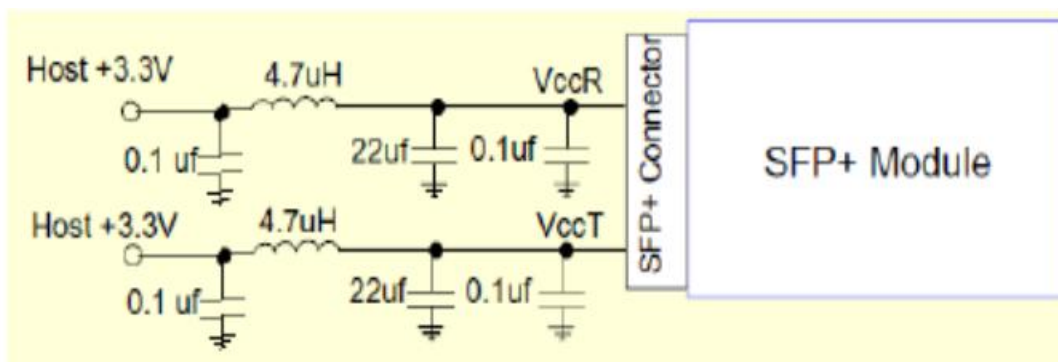 Host +3.3V
4.7uH
VccR
0.1 uf
22uf
0.1uf
Host +3.3V
4.7uH
VccT
0.1 uf
22uf
0.1uf
SFP+ Connector
SFP+ Module